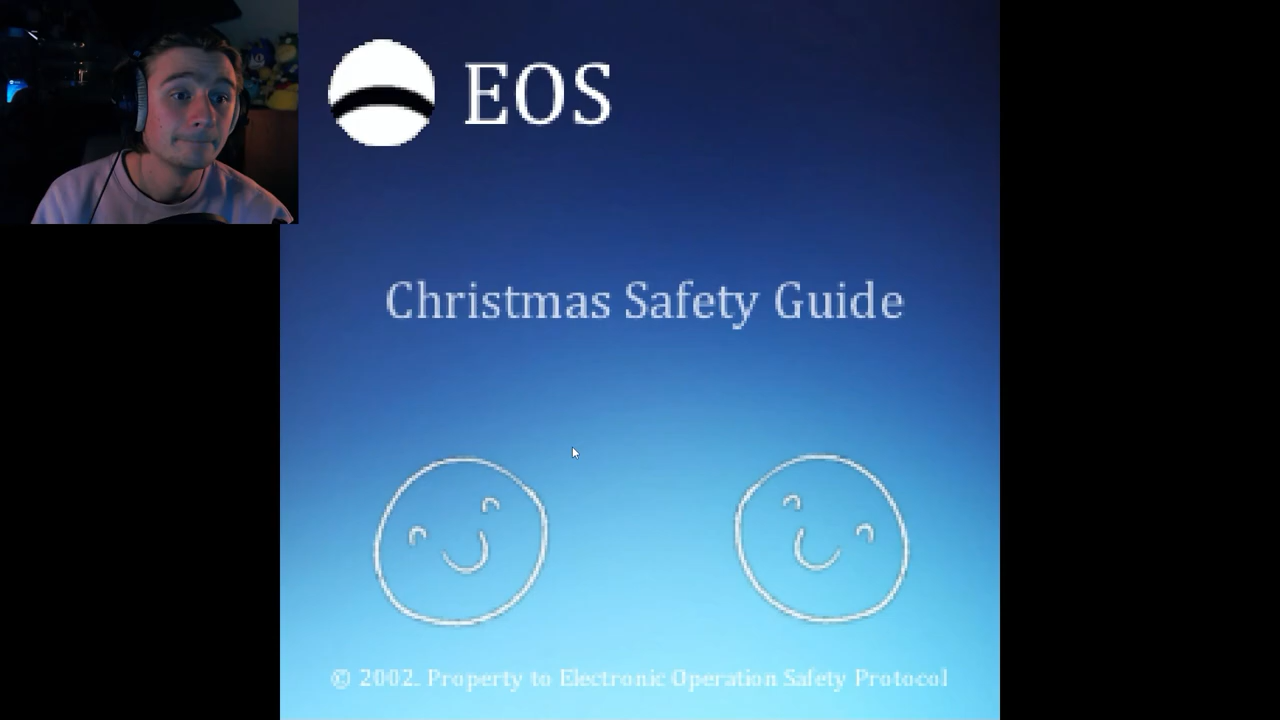 EOS
Christmas Safety Guide
© 2002. Property to Electronic Operation Safety Protocol